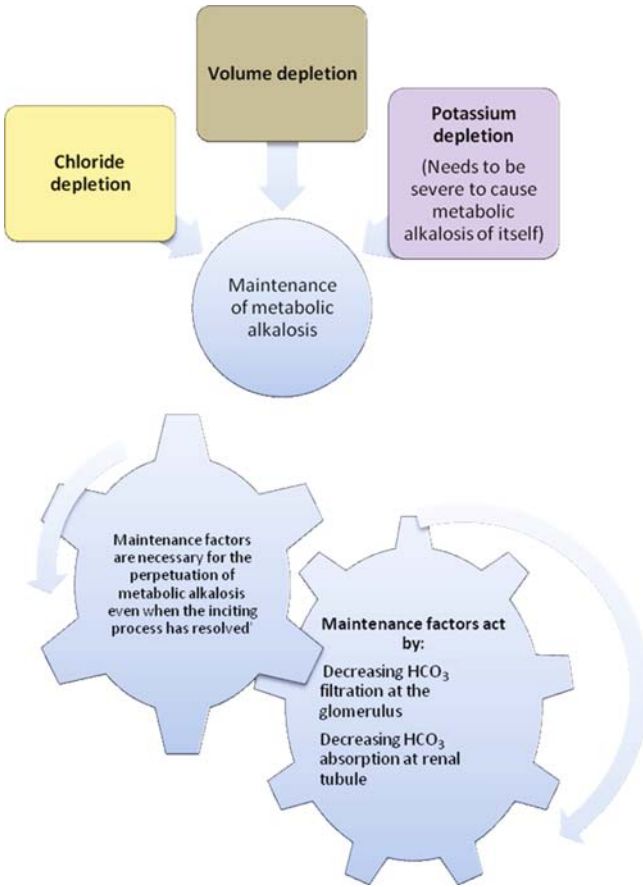 Volume depletion
Chloride
depletion
Potassium
depletion
(Needs to be
severe to cause
metabolic
alkalosis of itself)
Maintenance
of metabolic
alkalosis
Maintenance factors
are necessary for the
perpetuation of
metabolic alkalosis
even when the inciting
process has resolved'
Maintenance factors act
by:
Decreasing HCO₃
filtration at the
glomerulus
Decreasing HCO₃
absorption at renal
tubule